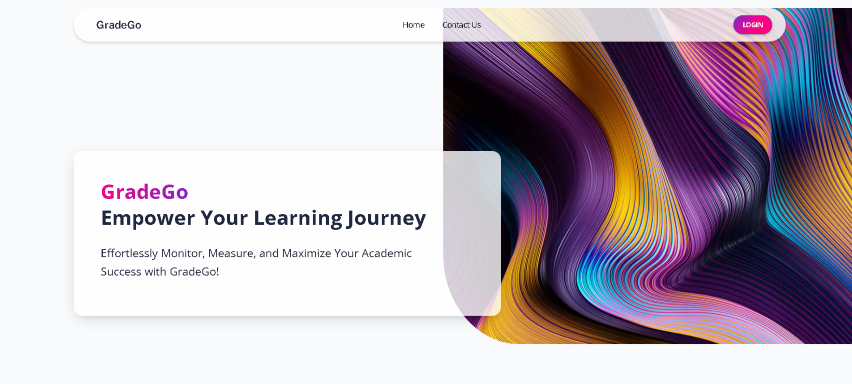 GradeGo
Home
Contact Us
LOGIN
GradeGo
Empower Your Learning Journey
Effortlessly Monitor, Measure, and Maximize Your Academic
Success with GradeGo!